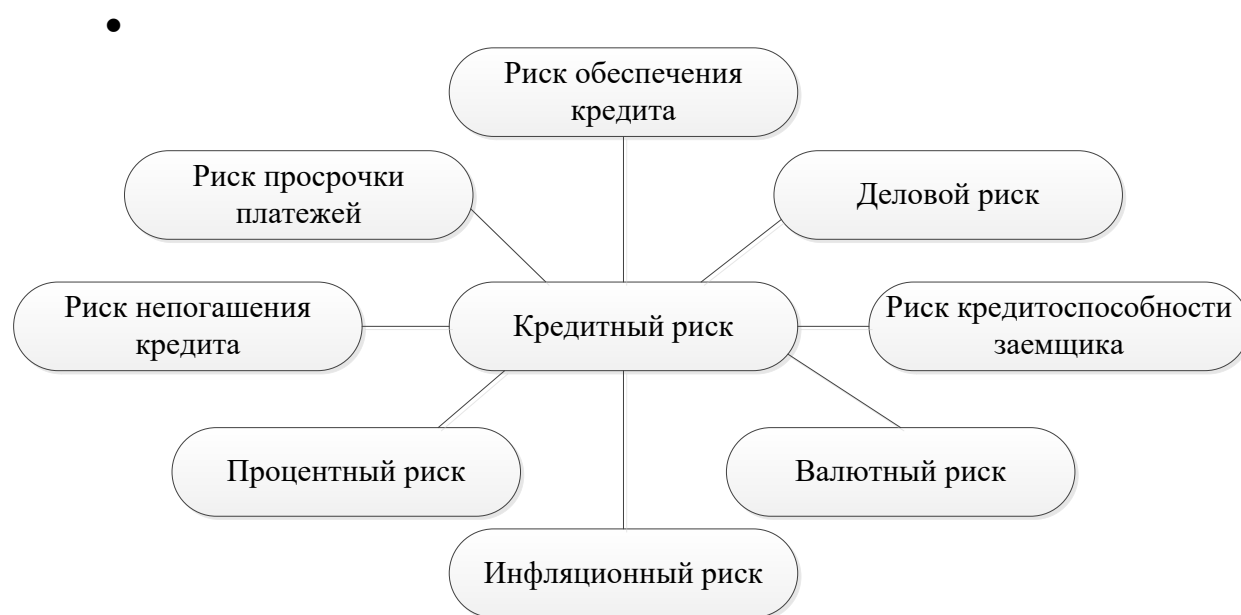 •
Риск обеспечения
кредита
Риск просрочки
платежей
Деловой риск
Риск непогашения
кредита
Кредитный риск
Риск кредитоспособности
заемщика
Процентный риск
Валютный риск
Инфляционный риск